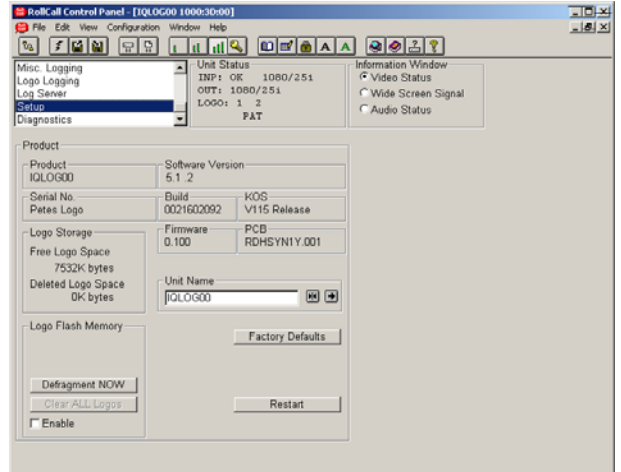 RollCall Control Panel - [IQLOG00 1000:3D:00]
File Edit View Configuration Window Help
Misc. Logging
Logo Logging
Log Server
Setup
Diagnostics
Unit Status
INP: OK 1080/25i
OUT: 1080/25i
LOGO: 1 2
PAT
Information Window
Video Status
Wide Screen Signal
Audio Status
Product
Product
IQLOG00
Software Version
5.1 .2
Serial No.
Petes Logo
Build
0021602092
KOS
V115 Release
Logo Storage
Free Logo Space
7532K bytes
Deleted Logo Space
0K bytes
Firmware
0.100
PCB
RDHSYN1Y.001
Unit Name
IQLOG00
Logo Flash Memory
Factory Defaults
Defragment NOW
Clear ALL Logos
Restart
Enable